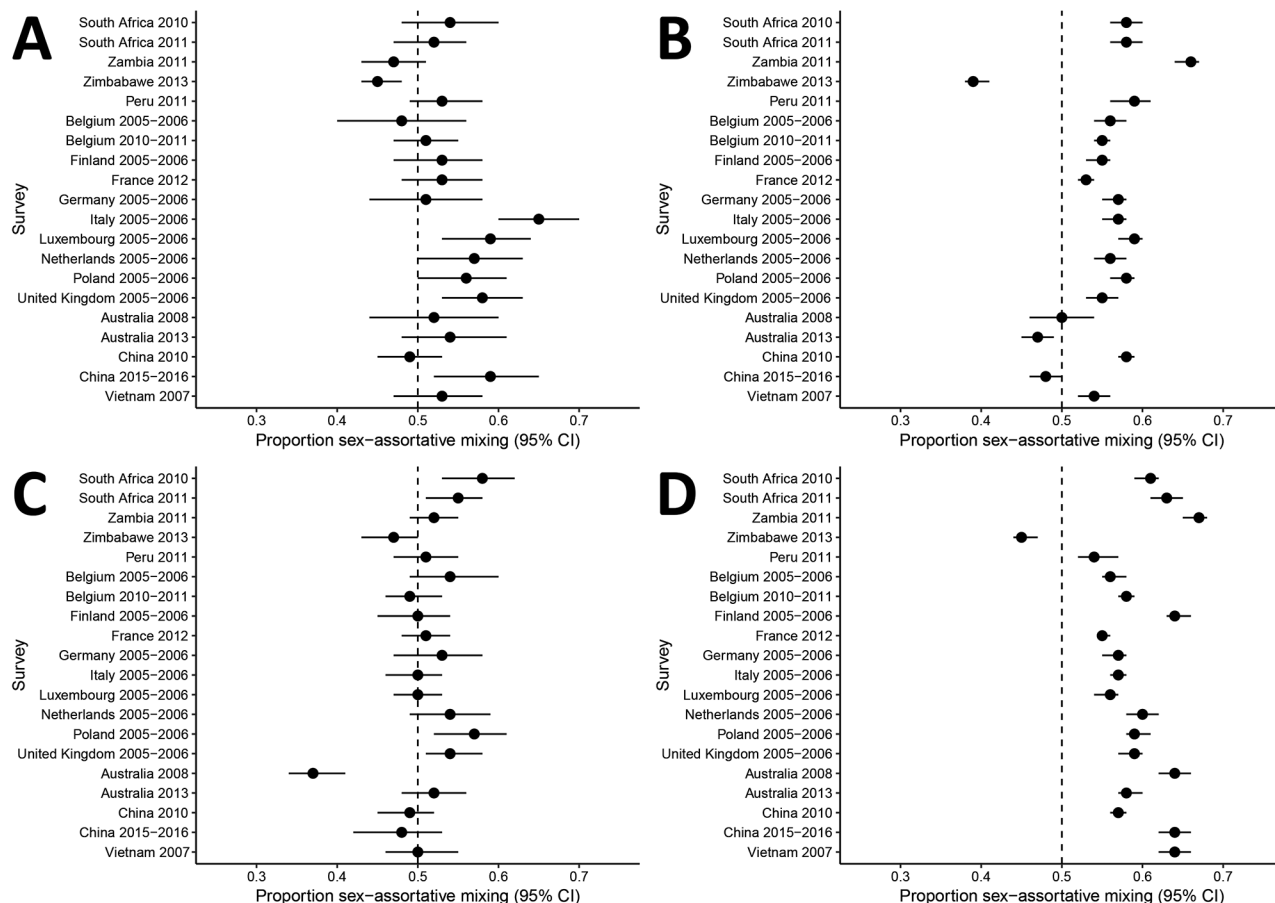 A
Survey
South Africa 2010
South Africa 2011
Zambia 2011
Zimbabwe 2013
Peru 2011
Belgium 2005−2006
Belgium 2010−2011
Finland 2005−2006
France 2012
Germany 2005−2006
Italy 2005−2006
Luxembourg 2005−2006
Netherlands 2005−2006
Poland 2005−2006
United Kingdom 2005−2006
Australia 2008
Australia 2013
China 2010
China 2015−2016
Vietnam 2007
0.3 0.4 0.5 0.6 0.7
Proportion sex−assortative mixing (95% CI)
B
Survey
South Africa 2010
South Africa 2011
Zambia 2011
Zimbabwe 2013
Peru 2011
Belgium 2005−2006
Belgium 2010−2011
Finland 2005−2006
France 2012
Germany 2005−2006
Italy 2005−2006
Luxembourg 2005−2006
Netherlands 2005−2006
Poland 2005−2006
United Kingdom 2005−2006
Australia 2008
Australia 2013
China 2010
China 2015−2016
Vietnam 2007
0.3 0.4 0.5 0.6 0.7
Proportion sex−assortative mixing (95% CI)
C
Survey
South Africa 2010
South Africa 2011
Zambia 2011
Zimbabwe 2013
Peru 2011
Belgium 2005−2006
Belgium 2010−2011
Finland 2005−2006
France 2012
Germany 2005−2006
Italy 2005−2006
Luxembourg 2005−2006
Netherlands 2005−2006
Poland 2005−2006
United Kingdom 2005−2006
Australia 2008
Australia 2013
China 2010
China 2015−2016
Vietnam 2007
0.3 0.4 0.5 0.6 0.7
Proportion sex−assortative mixing (95% CI)
D
Survey
South Africa 2010
South Africa 2011
Zambia 2011
Zimbabwe 2013
Peru 2011
Belgium 2005−2006
Belgium 2010−2011
Finland 2005−2006
France 2012
Germany 2005−2006
Italy 2005−2006
Luxembourg 2005−2006
Netherlands 2005−2006
Poland 2005−2006
United Kingdom 2005−2006
Australia 2008
Australia 2013
China 2010
China 2015−2016
Vietnam 2007
0.3 0.4 0.5 0.6 0.7
Proportion sex−assortative mixing (95% CI)